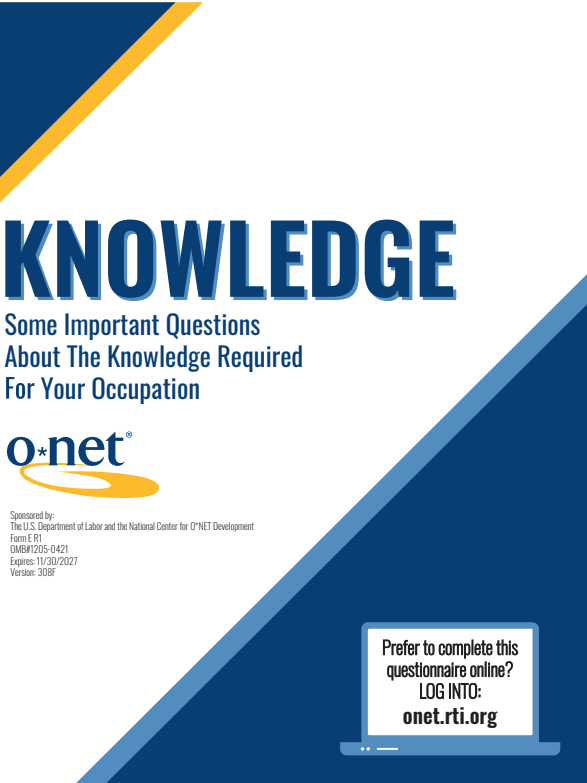 KNOWLEDGE
Some Important Questions
About The Knowledge Required
For Your Occupation
o*net®
Sponsored by:
The U.S. Department of Labor and the National Center for O*NET Development
Form E R1
OMB#1205-0421
Expires: 11/30/2027
Version: 308F
Prefer to complete this
questionnaire online?
LOG INTO:
onet.rti.org